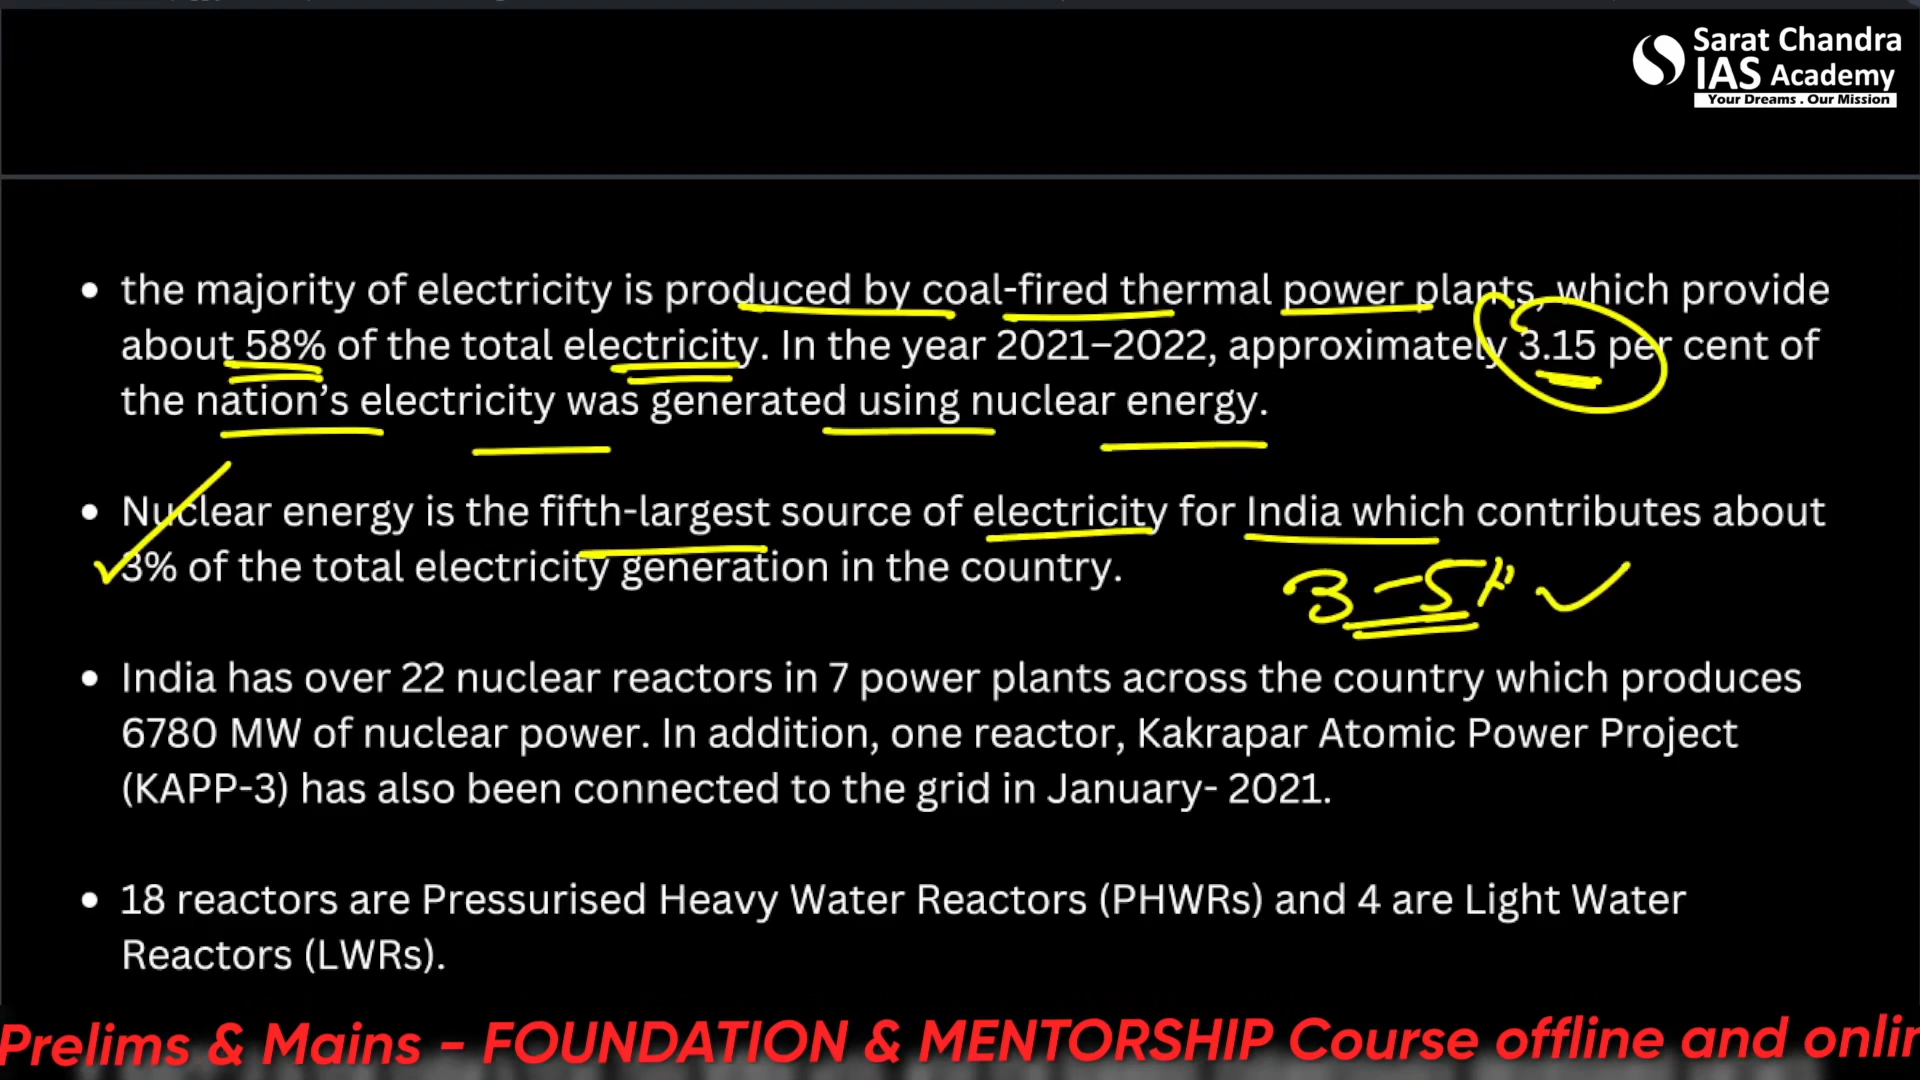 Sarat Chandra
IAS Academy
Your Dreams . Our Mission
• the majority of electricity is produced by coal-fired thermal power plants, which provide
about 58% of the total electricity. In the year 2021–2022, approximately 3.15 per cent of
the nation’s electricity was generated using nuclear energy.
• Nuclear energy is the fifth-largest source of electricity for India which contributes about
3% of the total electricity generation in the country.
3-5%
• India has over 22 nuclear reactors in 7 power plants across the country which produces
6780 MW of nuclear power. In addition, one reactor, Kakrapar Atomic Power Project
(KAPP-3) has also been connected to the grid in January- 2021.
• 18 reactors are Pressurised Heavy Water Reactors (PHWRs) and 4 are Light Water
Reactors (LWRs).
Prelims & Mains - FOUNDATION & MENTORSHIP Course offline and onlin